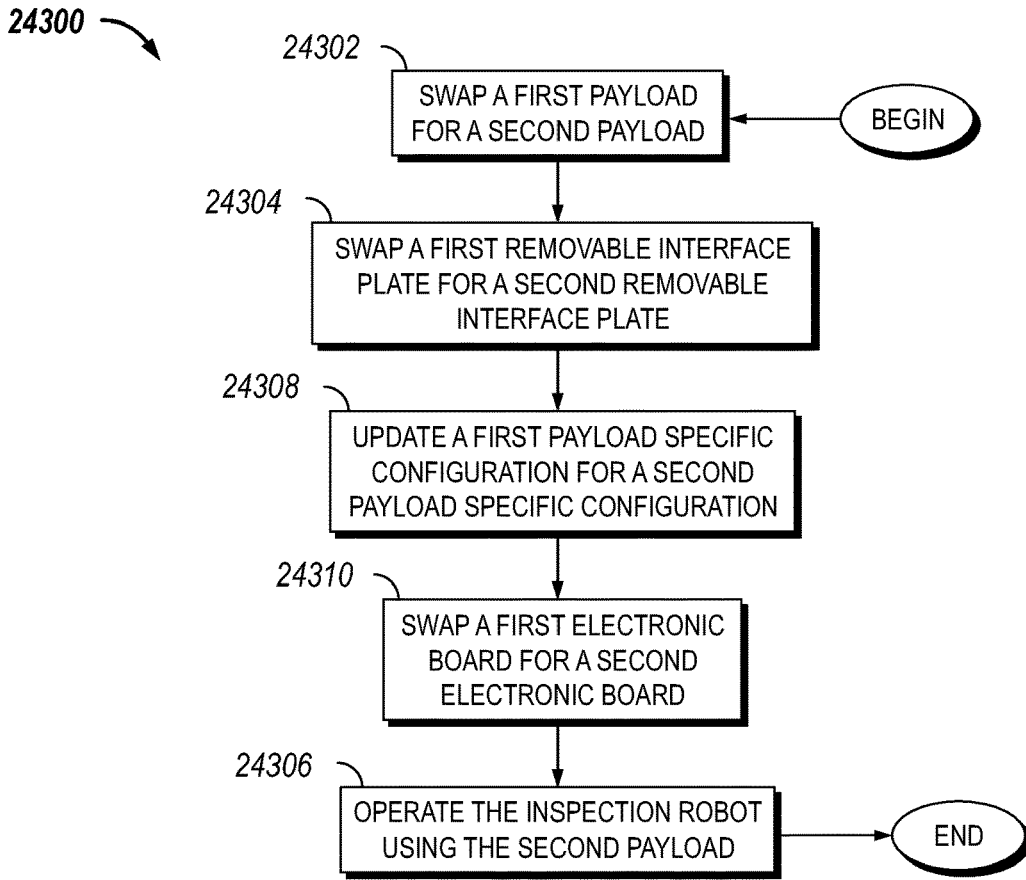 24300
24302
SWAP A FIRST PAYLOAD
FOR A SECOND PAYLOAD
BEGIN
24304
SWAP A FIRST REMOVABLE INTERFACE
PLATE FOR A SECOND REMOVABLE
INTERFACE PLATE
24308
UPDATE A FIRST PAYLOAD SPECIFIC
CONFIGURATION FOR A SECOND
PAYLOAD SPECIFIC CONFIGURATION
24310
SWAP A FIRST ELECTRONIC
BOARD FOR A SECOND
ELECTRONIC BOARD
24306
OPERATE THE INSPECTION ROBOT
USING THE SECOND PAYLOAD
END